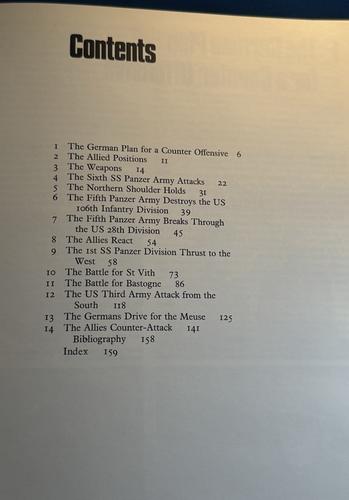 Contents
1 The German Plan for a Counter Offensive 6
2 The Allied Positions 11
3 The Weapons 14
4 The Sixth SS Panzer Army Attacks 22
5 The Northern Shoulder Holds 31
6 The Fifth Panzer Army Destroys the US
106th Infantry Division 39
7 The Fifth Panzer Army Breaks Through
the US 28th Division 45
8 The Allies React 54
9 The 1st SS Panzer Division Thrust to the
West 58
10 The Battle for St Vith 73
11 The Battle for Bastogne 86
12 The US Third Army Attack from the
South 118
13 The Germans Drive for the Meuse 125
14 The Allies Counter-Attack 141
Bibliography 158
Index 159